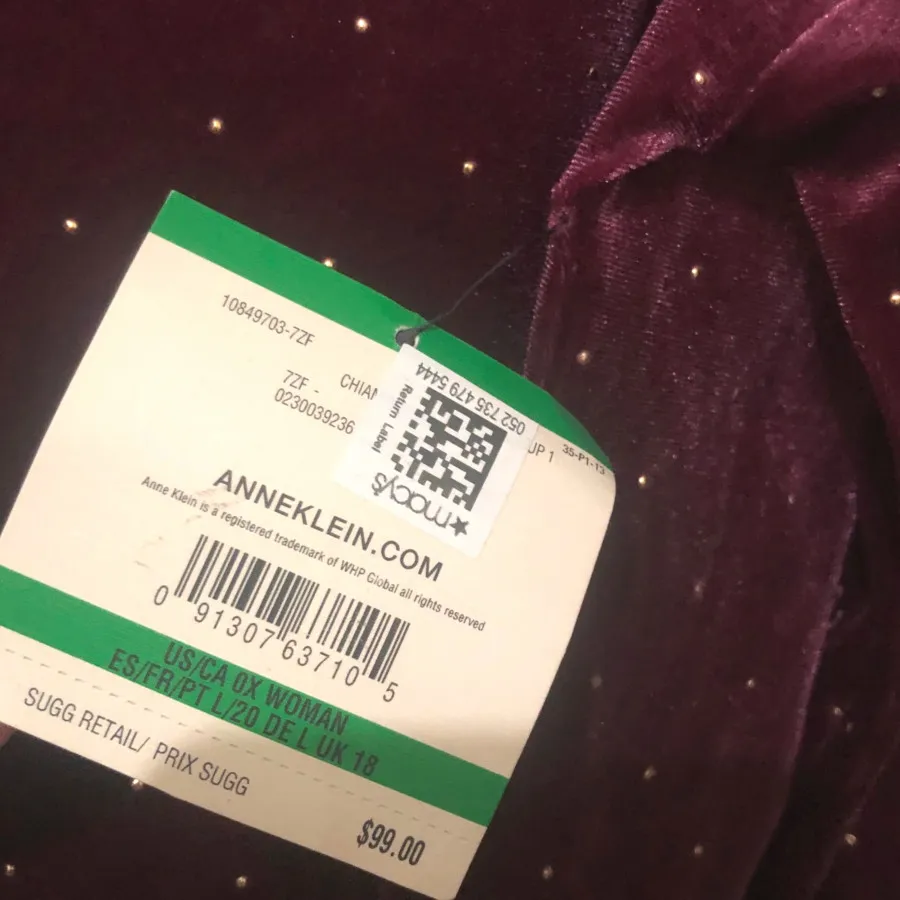 10849703-7ZF
7ZF -
0230039236
052 735 479 5444
Return Label
★macys
UP 1
35-P1-13
ANNEKLEIN.COM
Anne Klein is a registered trademark of WHP Global all rights reserved
0 91307 63710 5
US/CA 0X WOMAN
ES/FR/PT L/20 DE L UK 18
SUGG RETAIL/ PRIX SUGG
$99.00